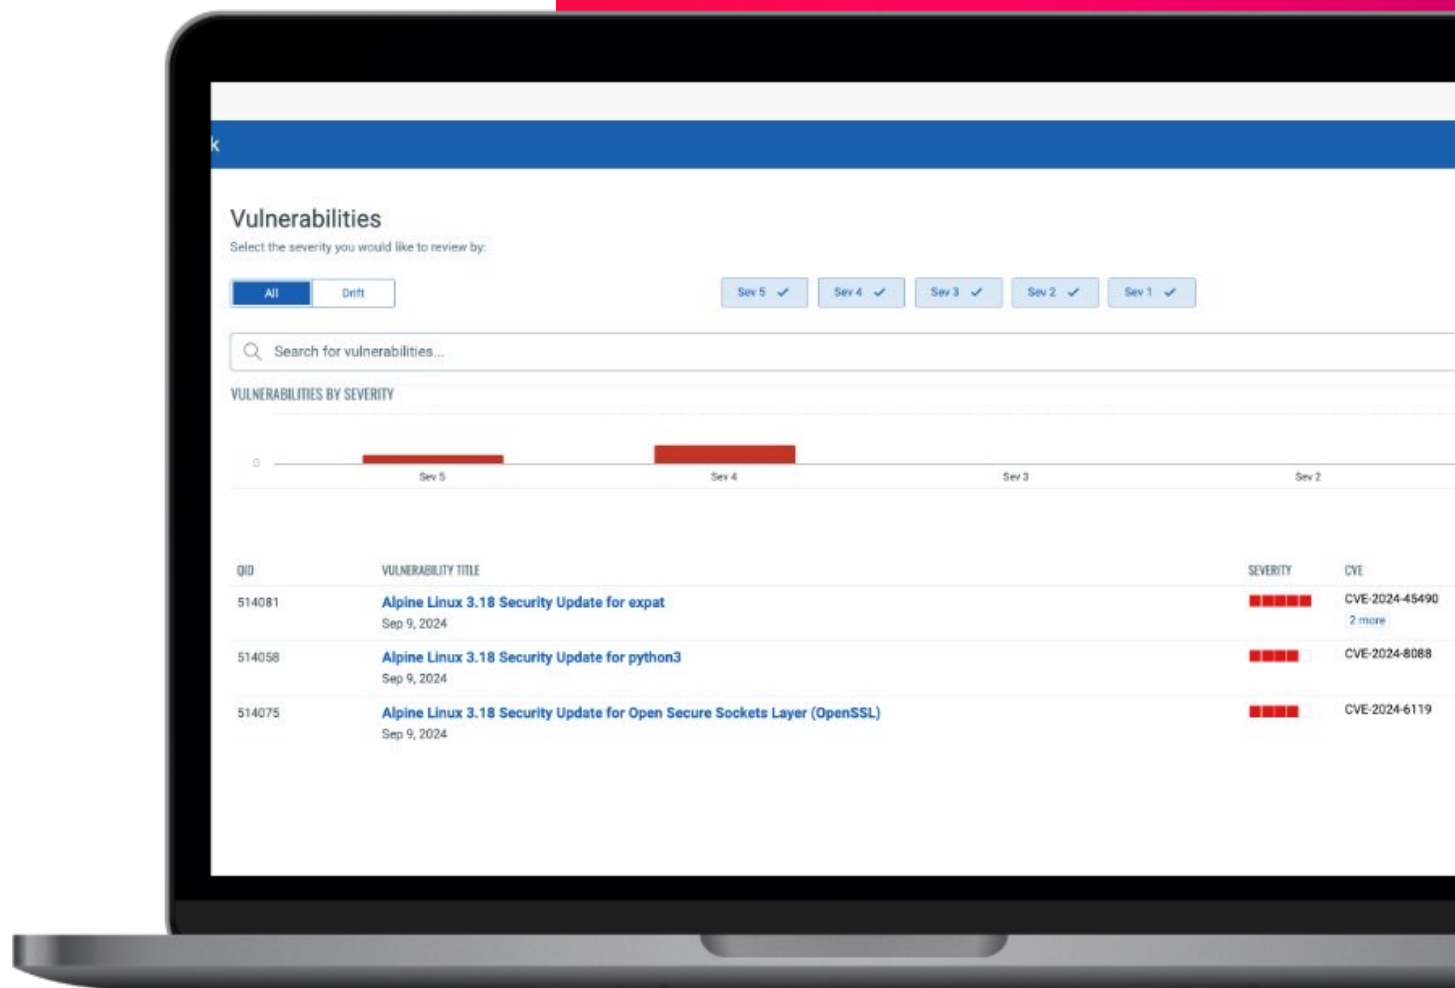 k
Vulnerabilities
Select the severity you would like to review by:
All Drift Sev 5 Sev 4 Sev 3 Sev 2 Sev 1
Search for vulnerabilities...
VULNERABILITIES BY SEVERITY
0
Sev 5 Sev 4 Sev 3 Sev 2
QID VULNERABILITY TITLE SEVERITY CVE
514081 Alpine Linux 3.18 Security Update for expat CVE-2024-45490
Sep 9, 2024 2 more
514058 Alpine Linux 3.18 Security Update for python3 CVE-2024-8088
Sep 9, 2024
514075 Alpine Linux 3.18 Security Update for Open Secure Sockets Layer (OpenSSL) CVE-2024-6119
Sep 9, 2024